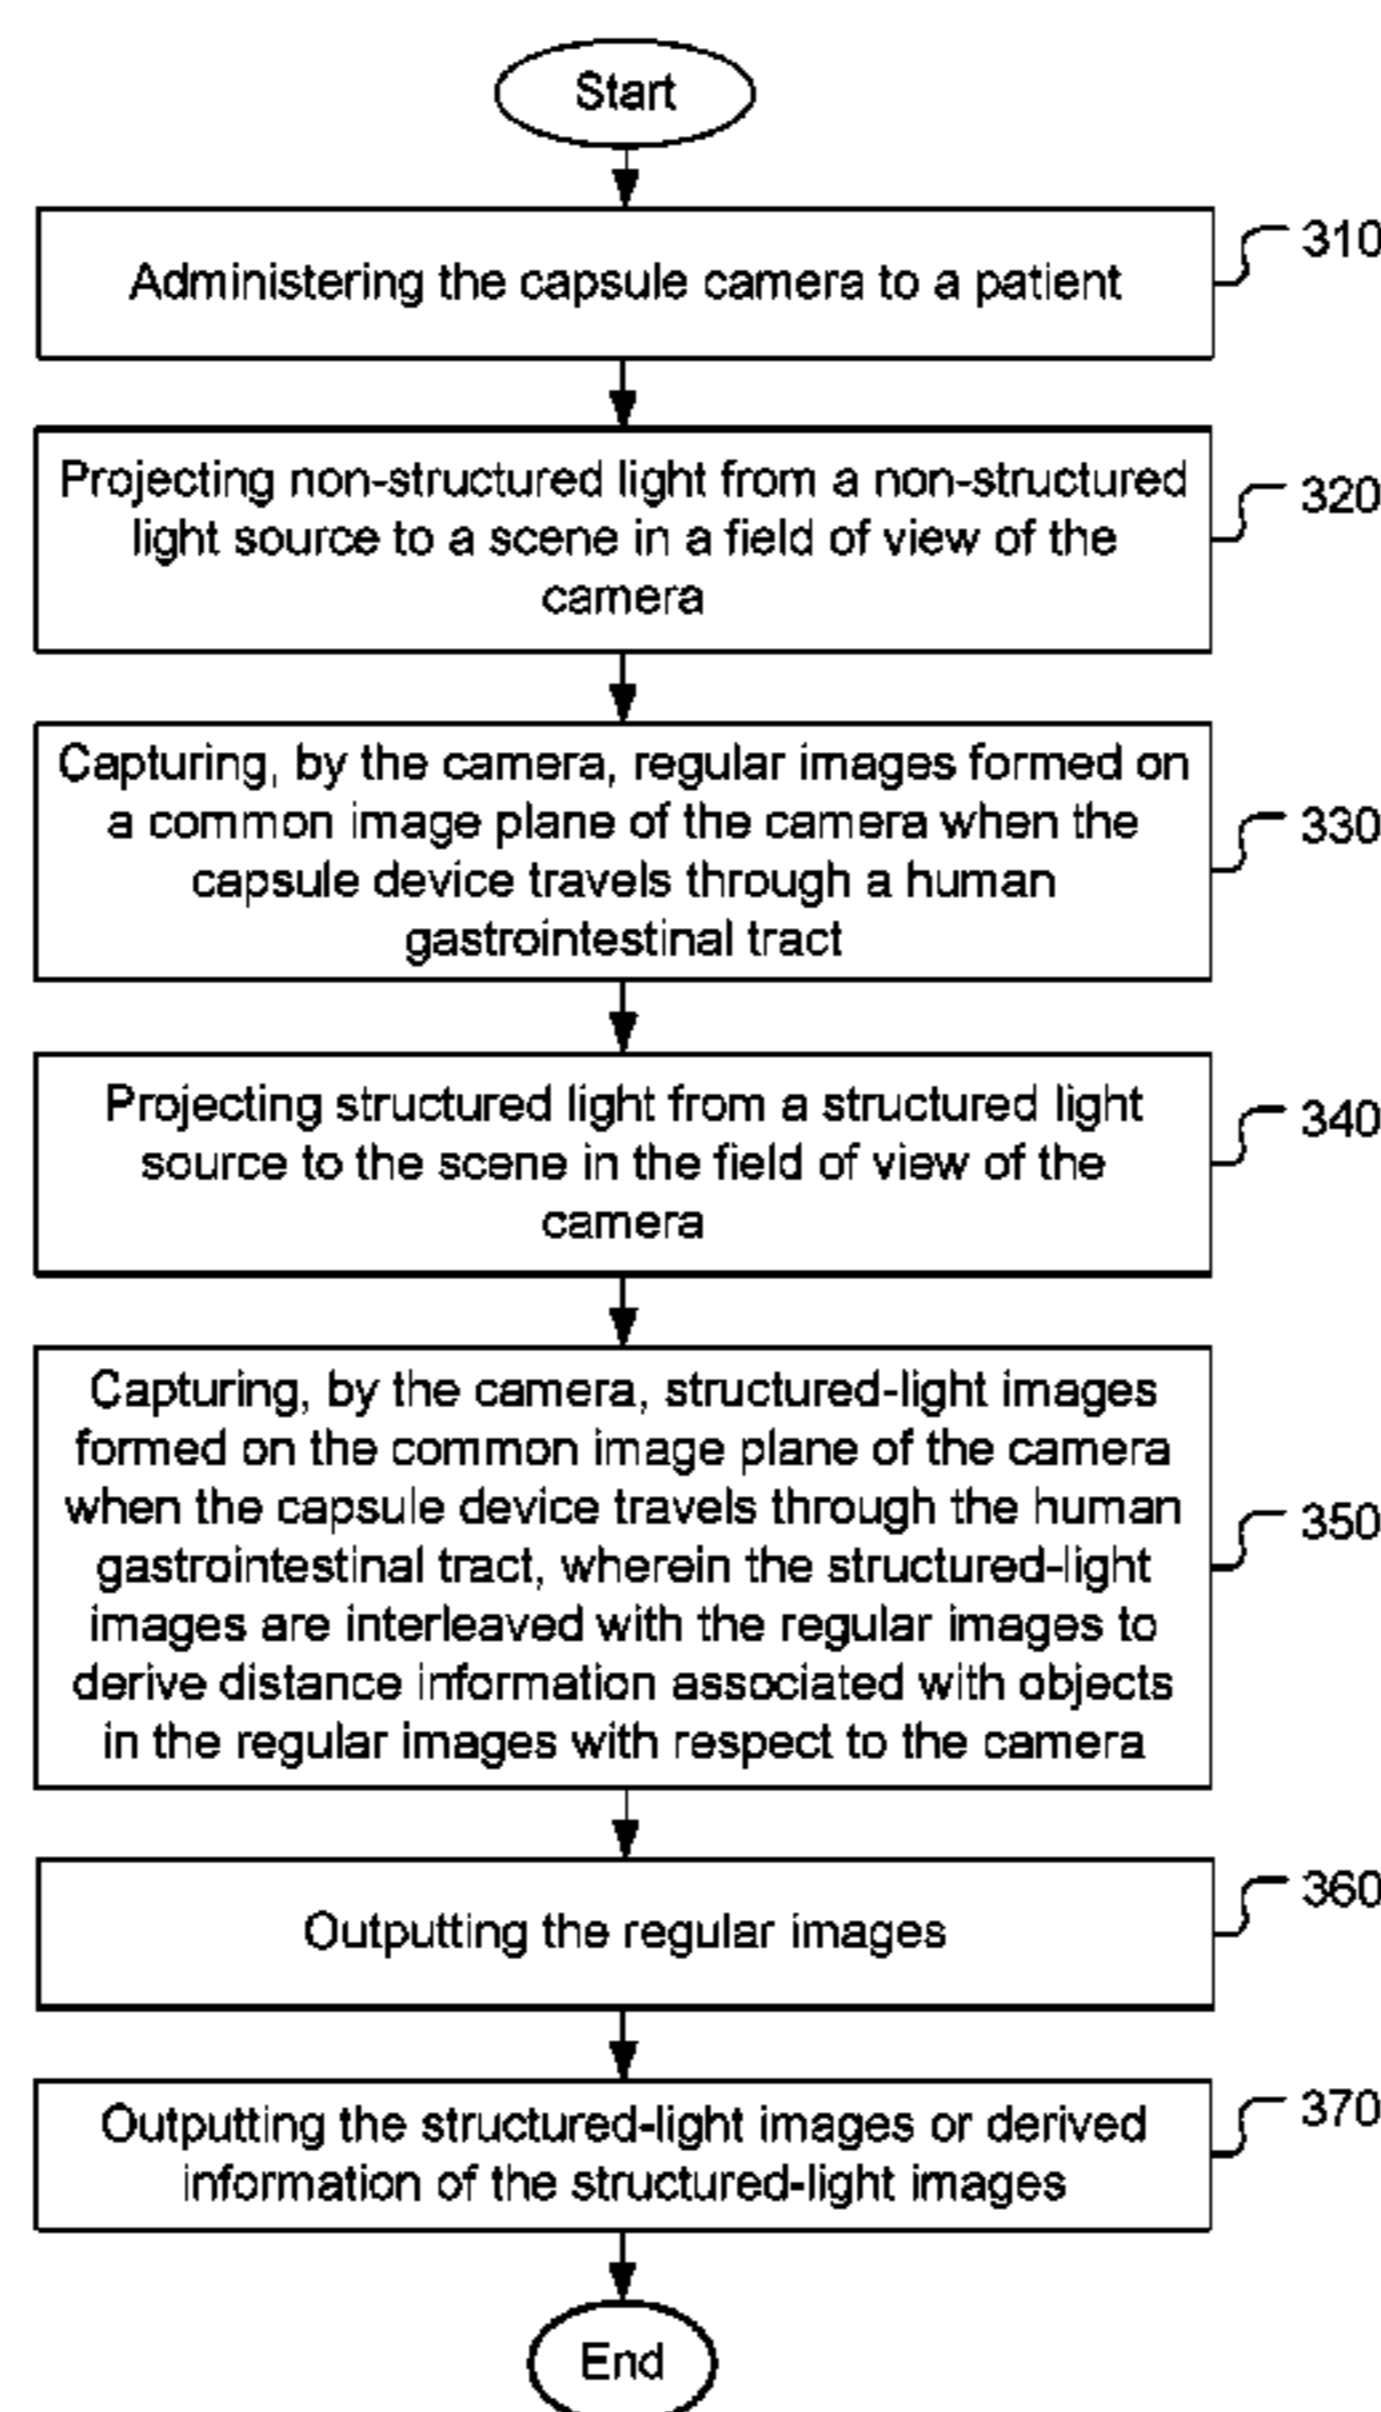 Start
Administering the capsule camera to a patient
310
Projecting non-structured light from a non-structured
light source to a scene in a field of view of the
camera
320
Capturing, by the camera, regular images formed on
a common image plane of the camera when the
capsule device travels through a human
gastrointestinal tract
330
Projecting structured light from a structured light
source to the scene in the field of view of the
camera
340
Capturing, by the camera, structured-light images
formed on the common image plane of the camera
when the capsule device travels through the human
gastrointestinal tract, wherein the structured-light
images are interleaved with the regular images to
derive distance information associated with objects
in the regular images with respect to the camera
350
Outputting the regular images
360
Outputting the structured-light images or derived
information of the structured-light images
370
End